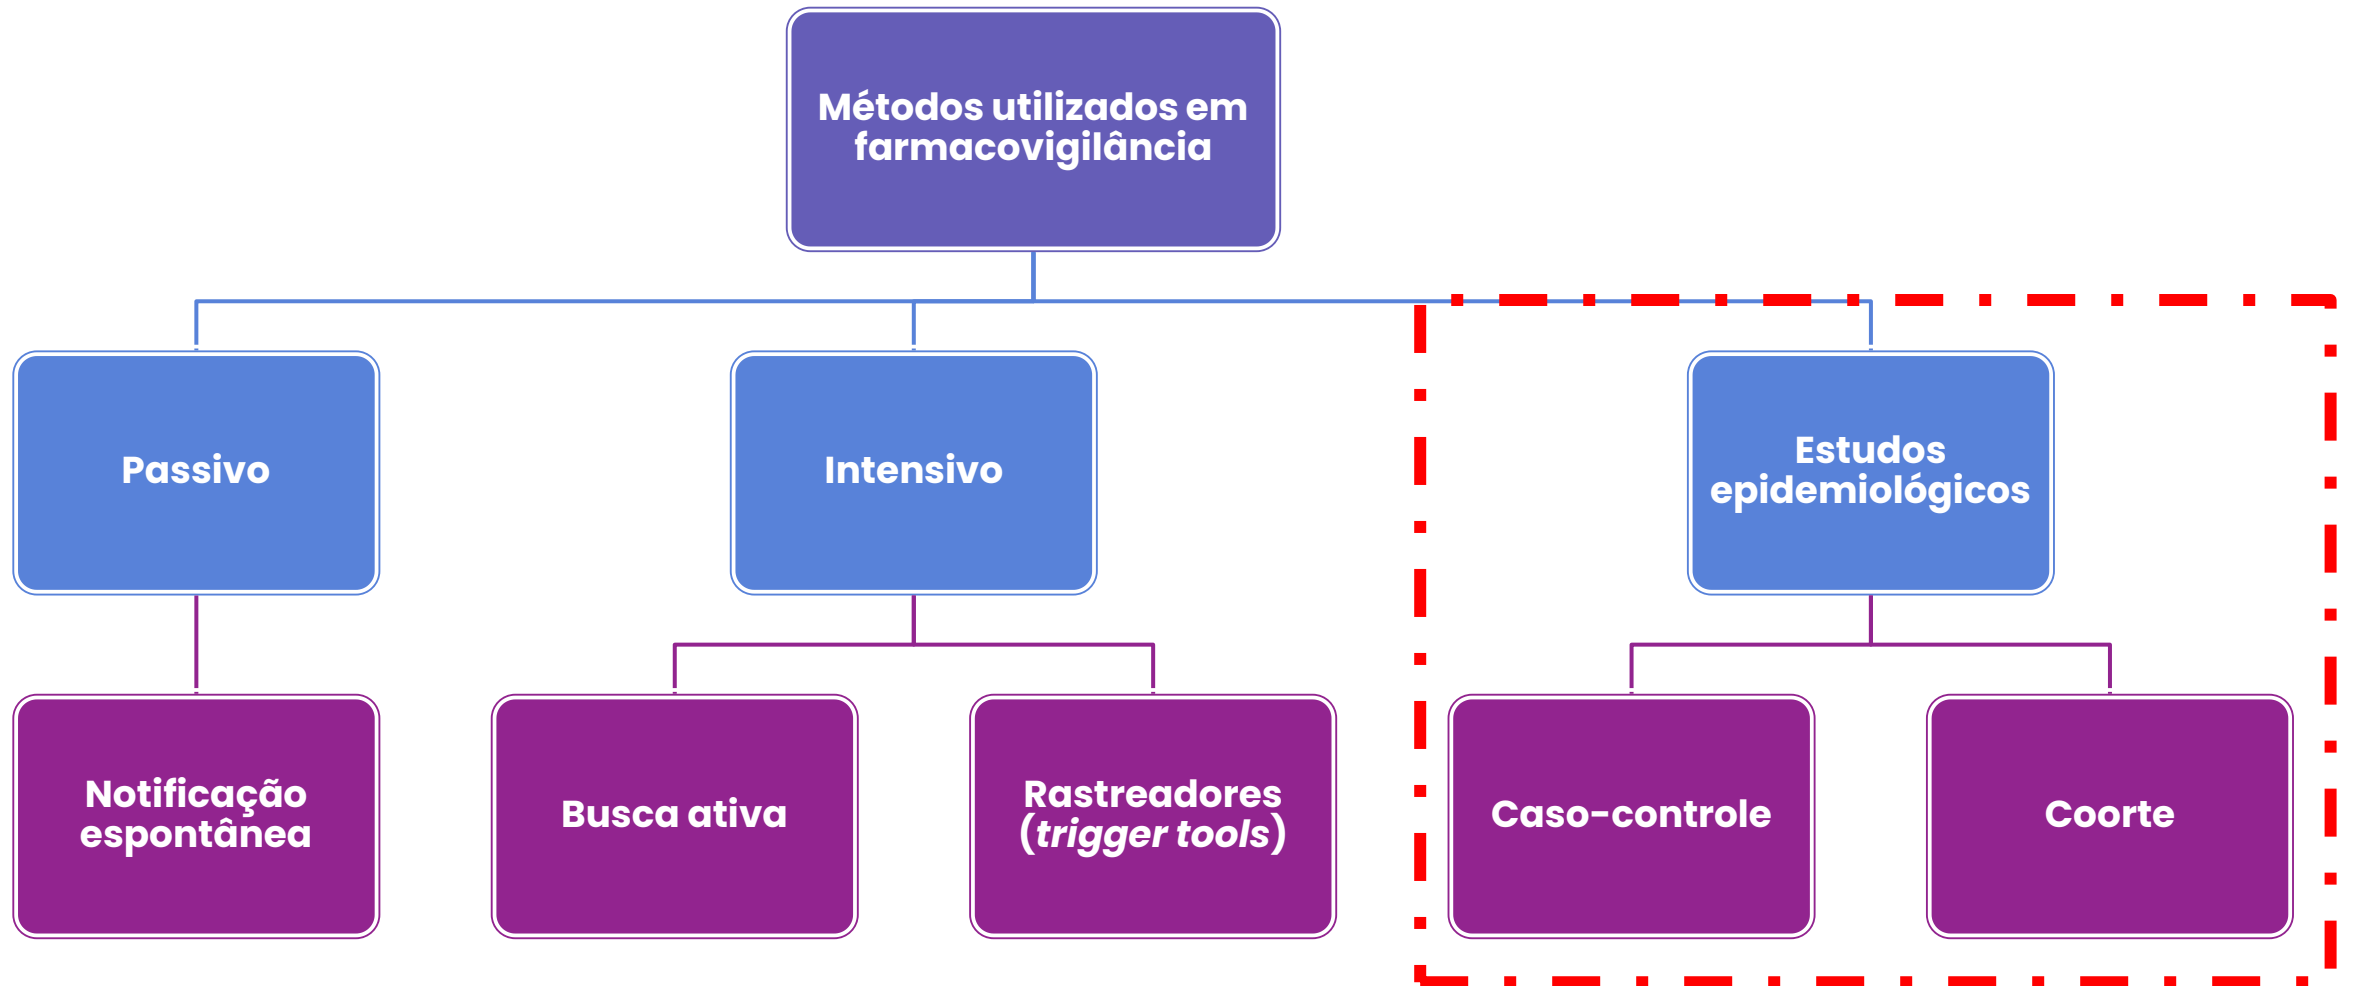 Métodos utilizados em
farmacovigilância
Passivo
Intensivo
Estudos
epidemiológicos
Notificação
espontânea
Busca ativa
Rastreadores
(trigger tools)
Caso-controle
Coorte